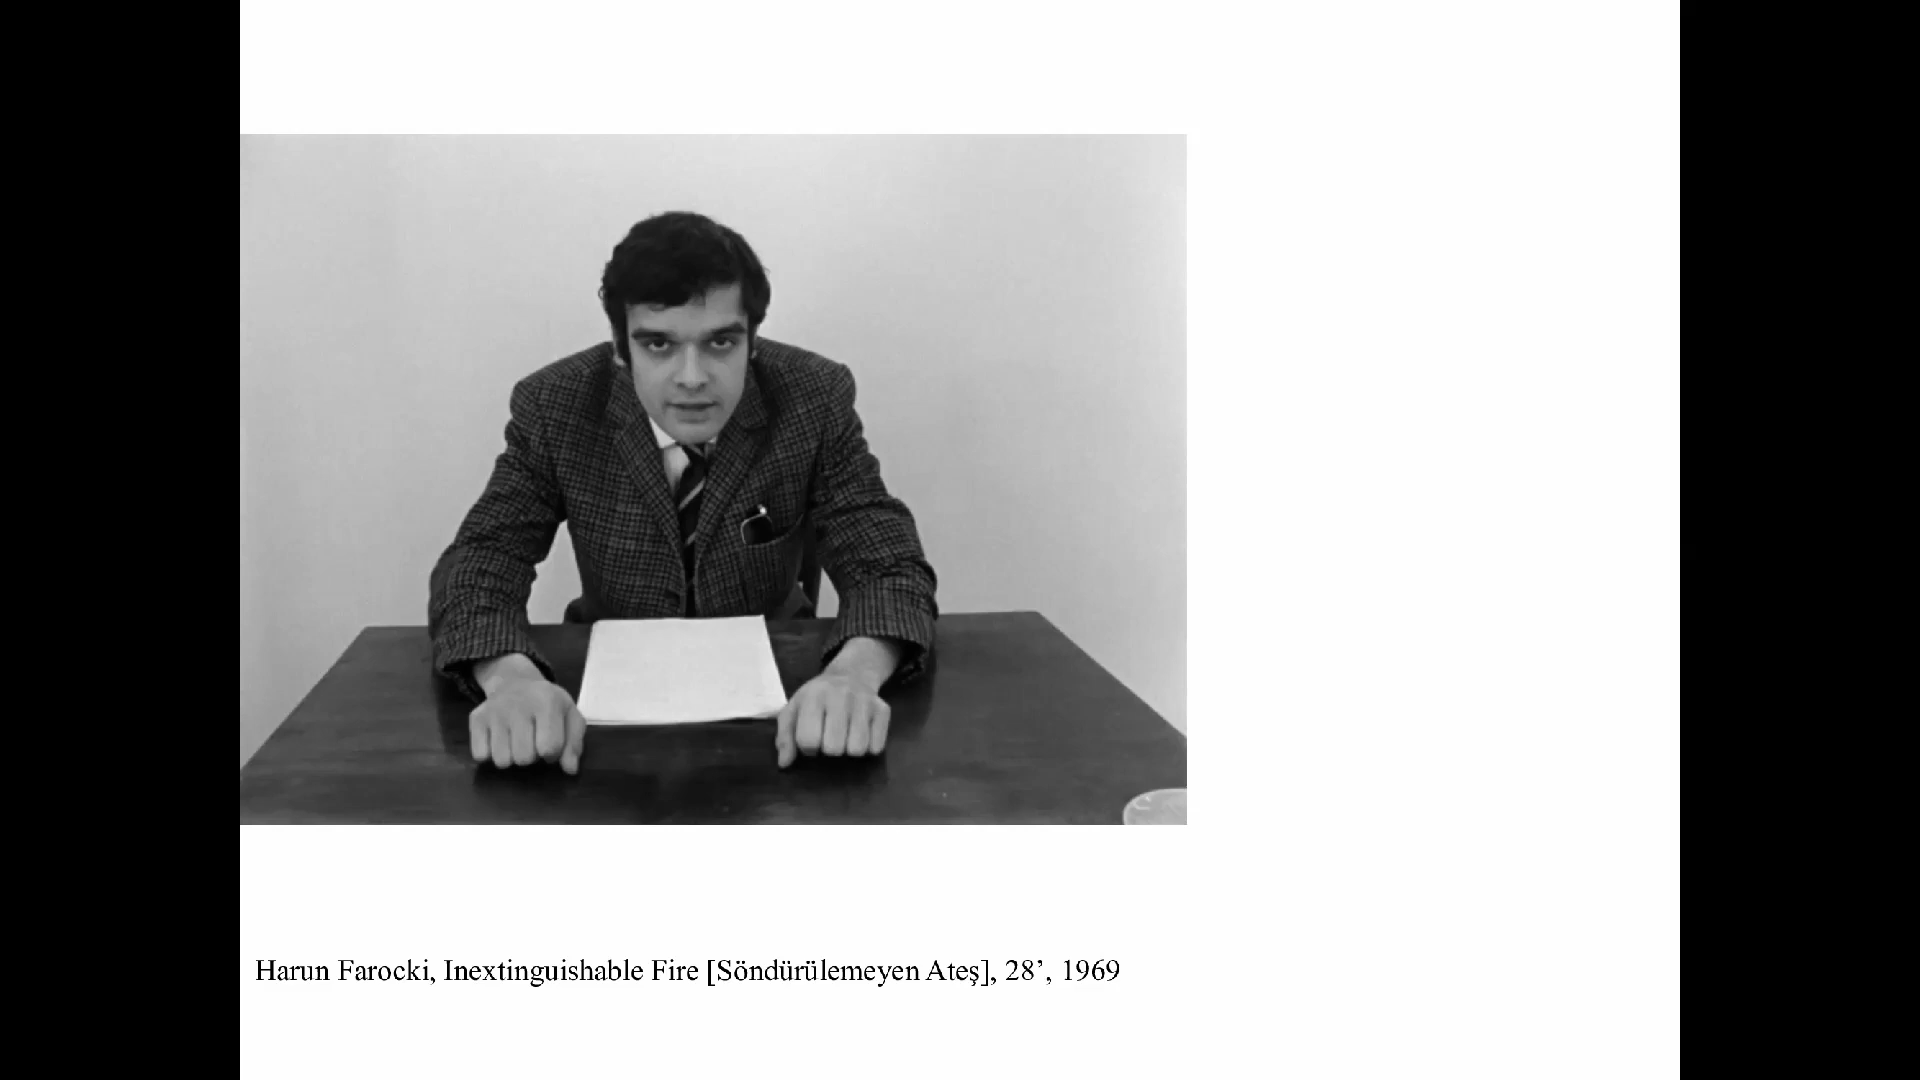 Harun Farocki, Inextinguishable Fire [Söndürülemeyen Ateş], 28’, 1969